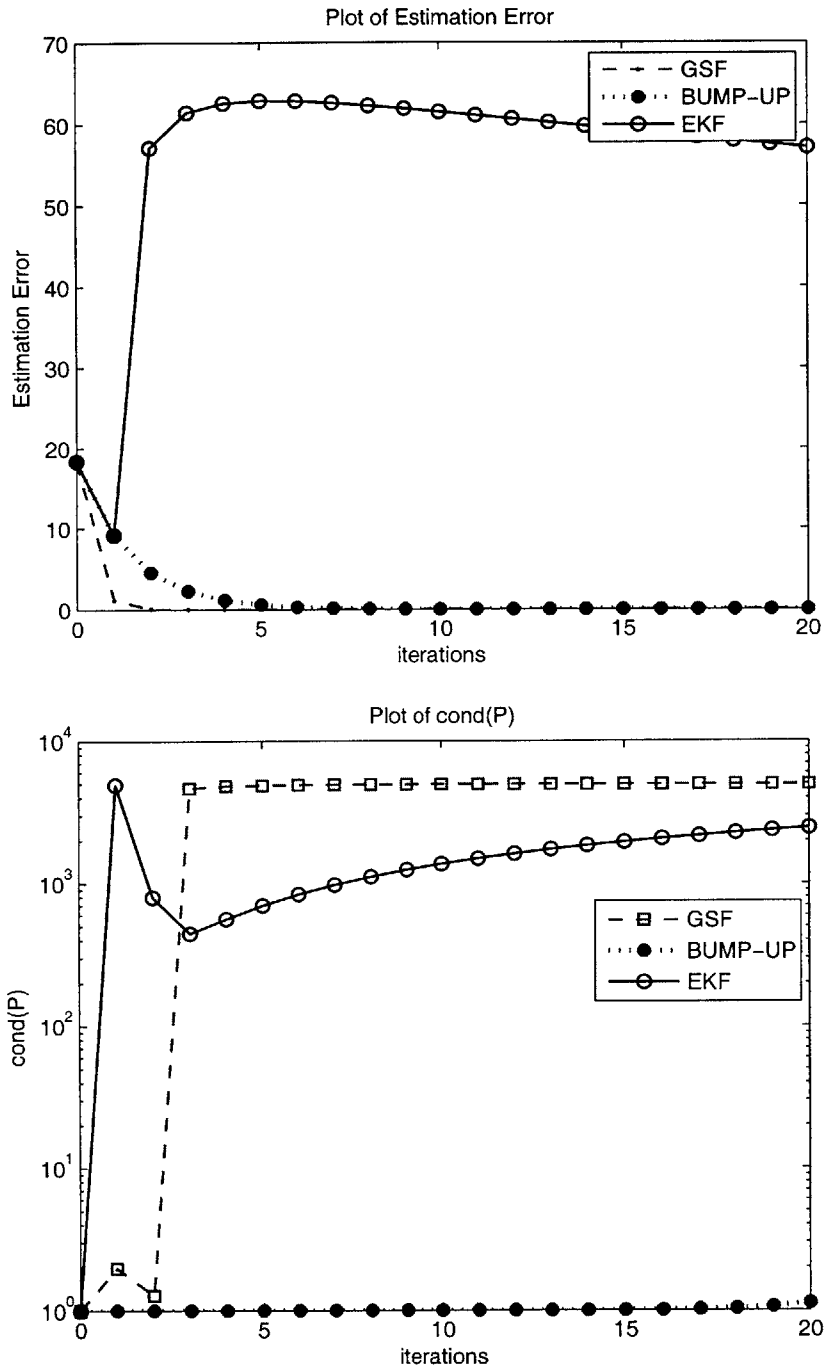 Plot of Estimation Error
70
60
50
40
30
20
10
0
Estimation Error
GSF
BUMP-UP
EKF
0 5 10 15 20
iterations
Plot of cond(P)
10^4
10^3
10^2
10^1
10^0
cond(P)
GSF
BUMP-UP
EKF
0 5 10 15 20
iterations